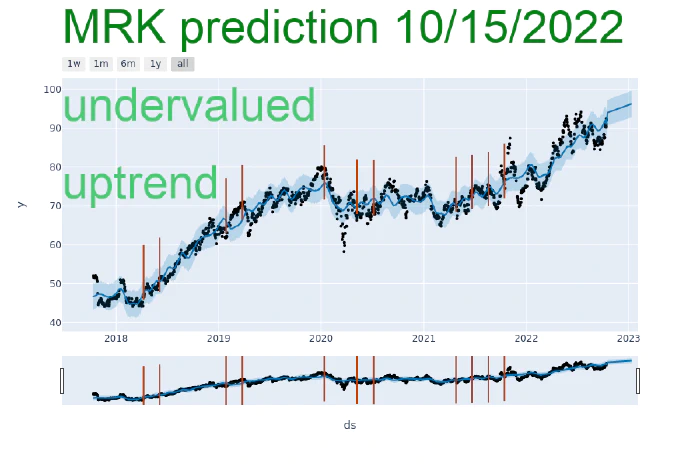 MRK prediction 10/15/2022
1w 1m 6m 1y all
100
undervalued
90
80
uptrend
70
y
60
50
40
2018 2019 2020 2021 2022 2023
ds